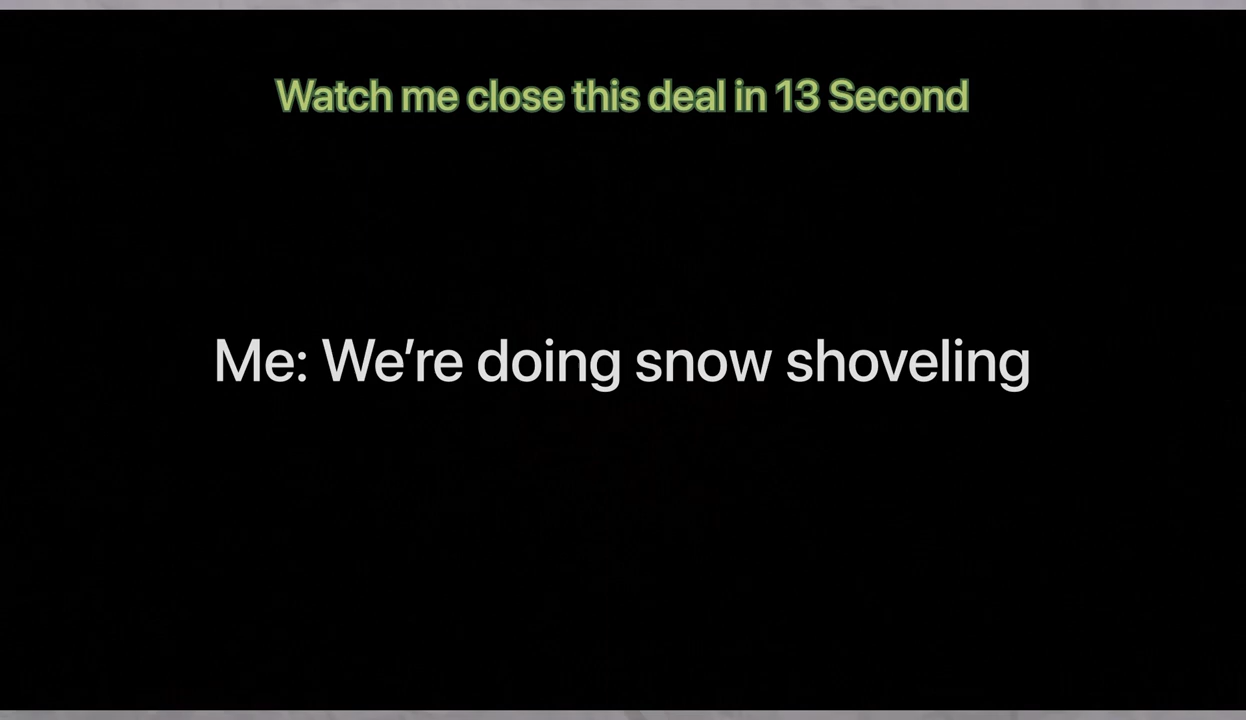 Watch me close this deal in 13 Second
Me: We’re doing snow shoveling